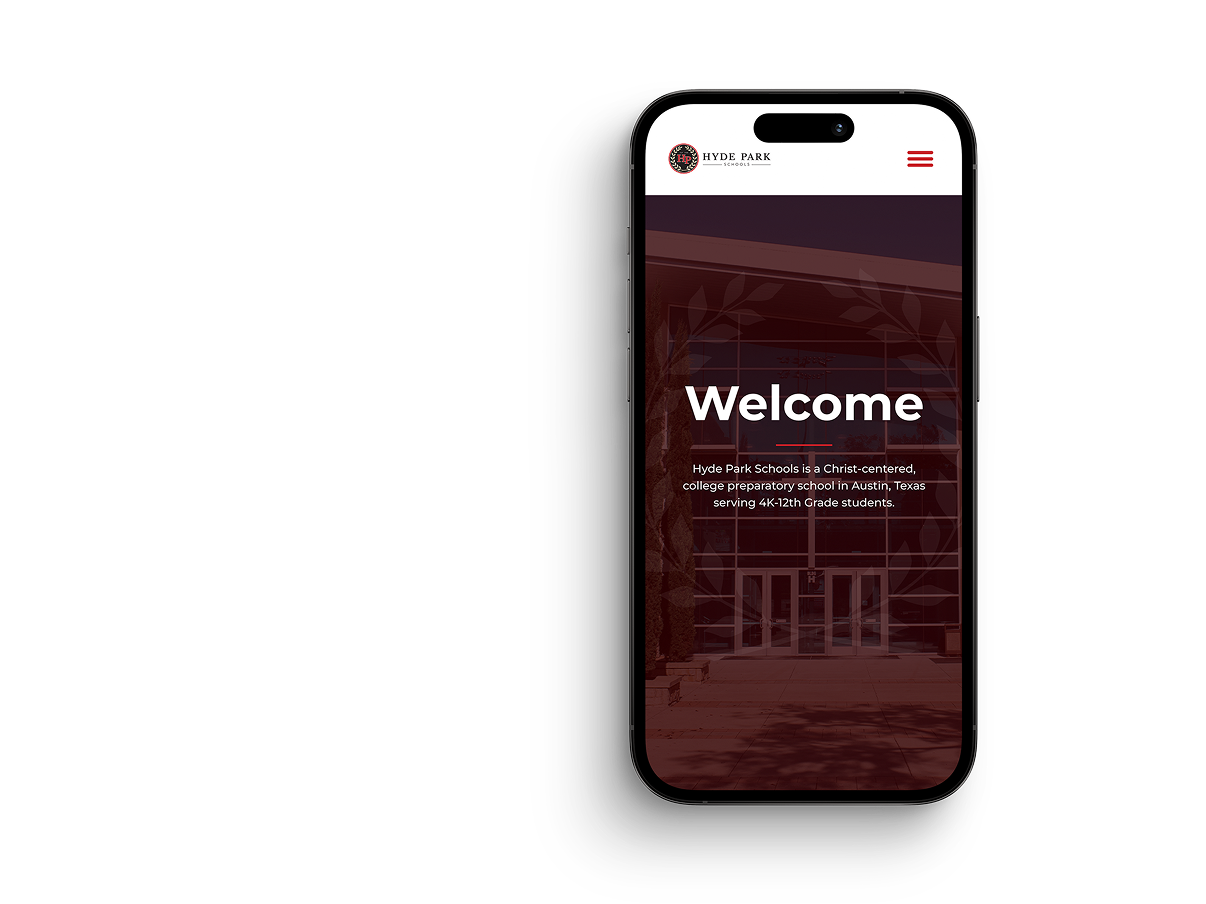 HP
HYDE PARK
SCHOOLS
Welcome
Hyde Park Schools is a Christ-centered,
college preparatory school in Austin, Texas
serving 4K-12th Grade students.